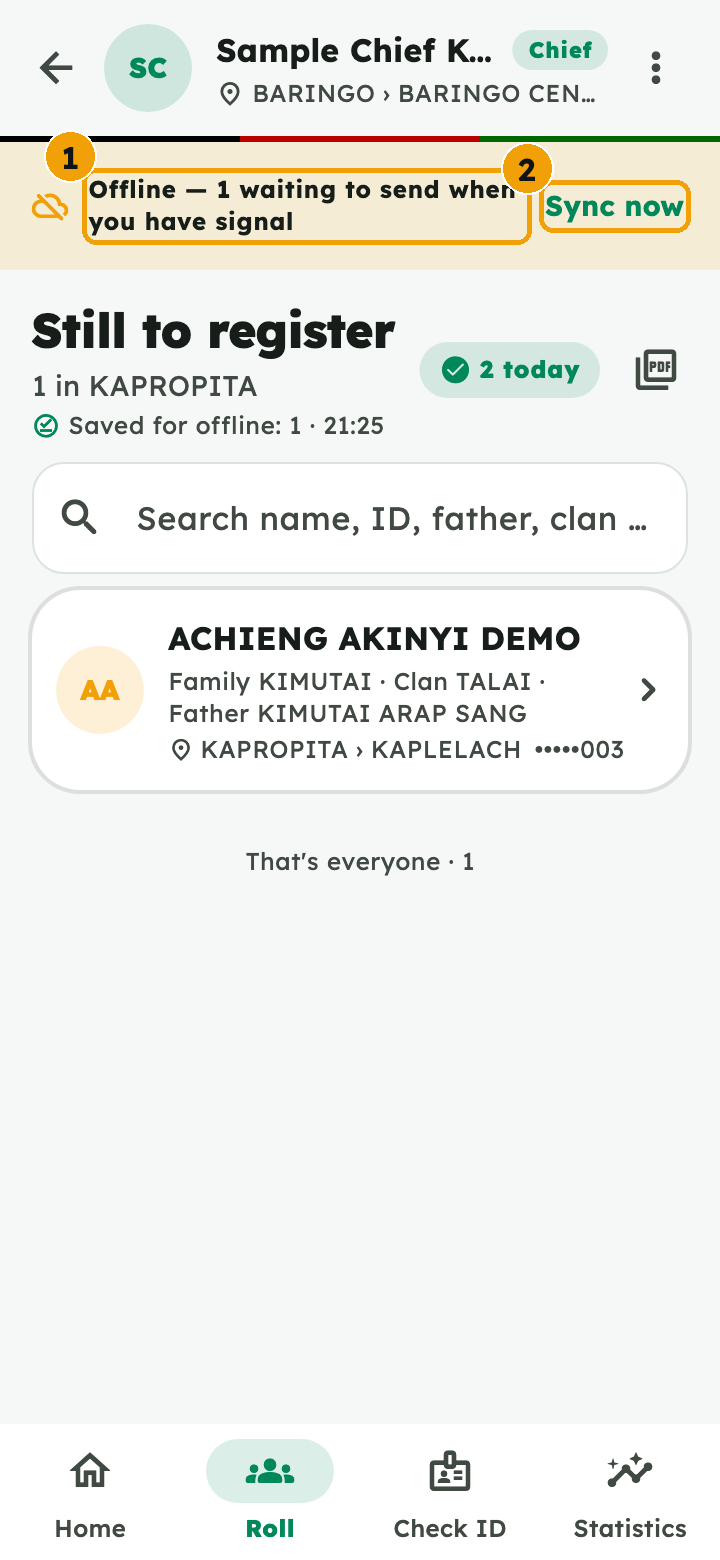 SC
Sample Chief K...
Chief
BARINGO › BARINGO CEN...
1
2
Offline — 1 waiting to send when
you have signal
Sync now
Still to register
1 in KAPROPITA
Saved for offline: 1 · 21:25
2 today
PDF
Search name, ID, father, clan ...
AA
ACHIENG AKINYI DEMO
Family KIMUTAI · Clan TALAI ·
Father KIMUTAI ARAP SANG
KAPROPITA › KAPLELACH •••••003
That's everyone · 1
Home
Roll
Check ID
Statistics